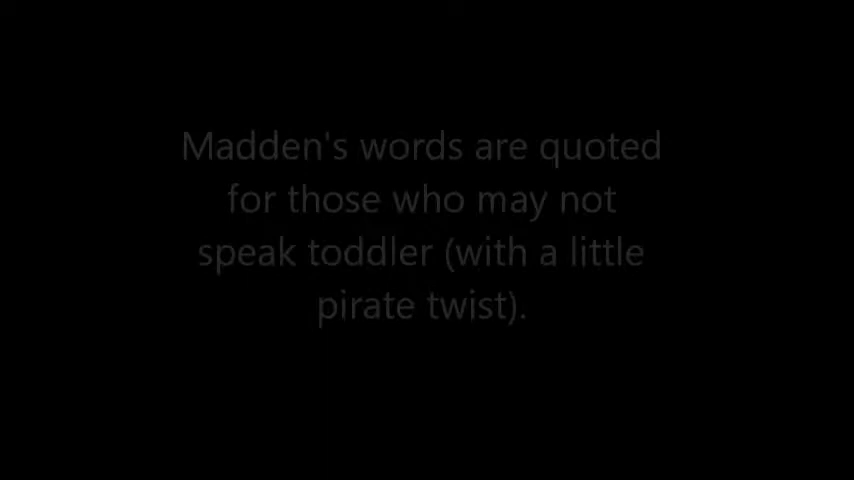 Madden's words are quoted
for those who may not
speak toddler (with a little
pirate twist).